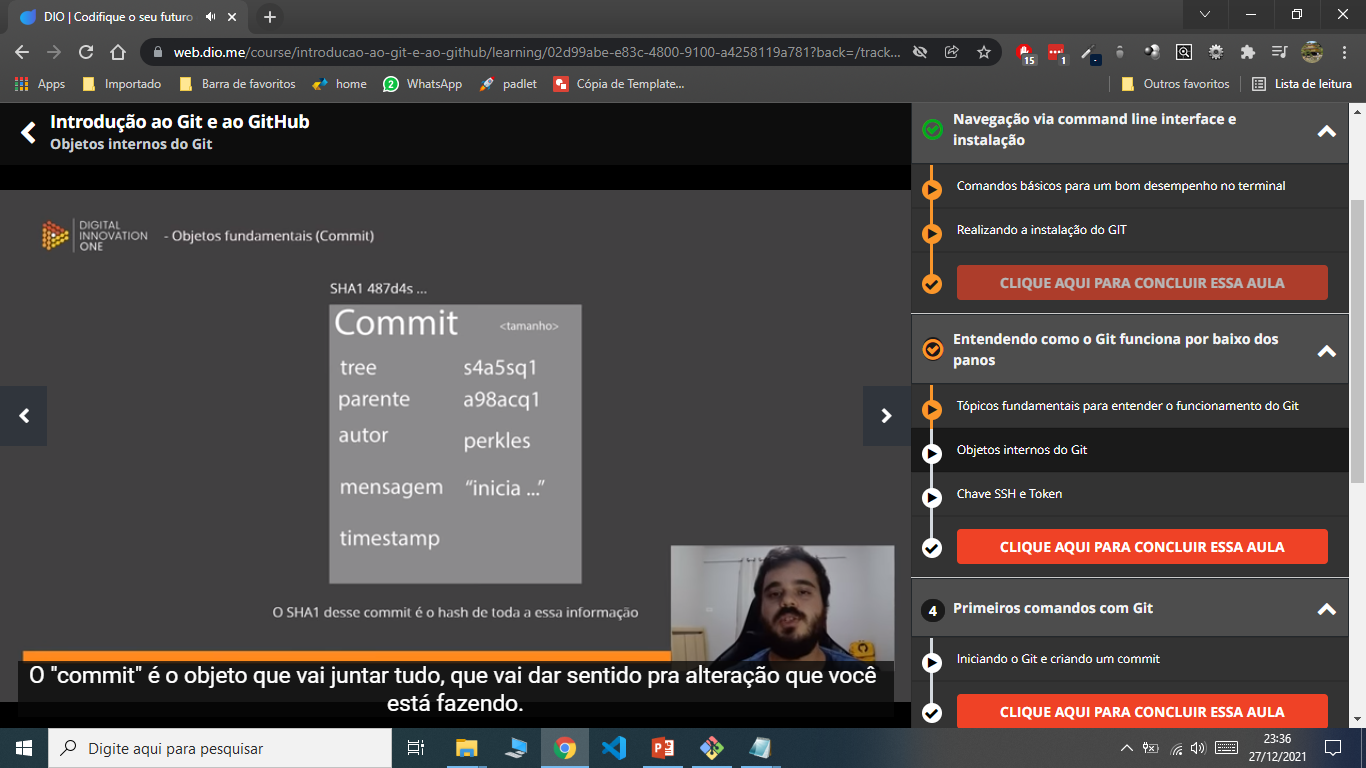 DIO | Codifique o seu futuro
web.dio.me/course/introducao-ao-git-e-ao-github/learning/02d99abe-e83c-4800-9100-a4258119a781?back=/track...
15
1
Apps
Importado
Barra de favoritos
home
2
WhatsApp
padlet
Cópia de Template...
Outros favoritos
Lista de leitura
Introdução ao Git e ao GitHub
Objetos internos do Git
DIGITAL
INNOVATION
ONE
- Objetos fundamentais (Commit)
SHA1 487d4s ...
Commit <tamanho>
tree s4a5sq1
parente a98acq1
autor perkles
mensagem “inicia ...”
timestamp
O SHA1 desse commit é o hash de toda a essa informação
O "commit" é o objeto que vai juntar tudo, que vai dar sentido pra alteração que você
está fazendo.
Navegação via command line interface e
instalação
Comandos básicos para um bom desempenho no terminal
Realizando a instalação do GIT
CLIQUE AQUI PARA CONCLUIR ESSA AULA
Entendendo como o Git funciona por baixo dos
panos
Tópicos fundamentais para entender o funcionamento do Git
Objetos internos do Git
Chave SSH e Token
CLIQUE AQUI PARA CONCLUIR ESSA AULA
4 Primeiros comandos com Git
Iniciando o Git e criando um commit
CLIQUE AQUI PARA CONCLUIR ESSA AULA
Digite aqui para pesquisar
23:36
27/12/2021